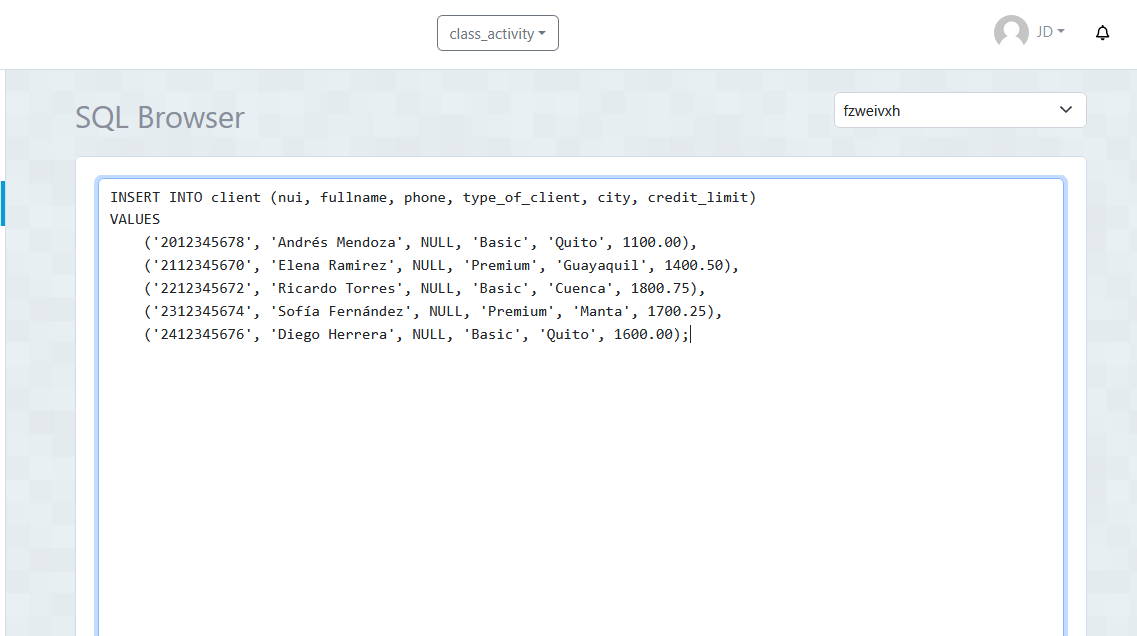 class_activity
JD
SQL Browser
fzweivxh
INSERT INTO client (nui, fullname, phone, type_of_client, city, credit_limit)
VALUES
('2012345678', 'Andrés Mendoza', NULL, 'Basic', 'Quito', 1100.00),
('2112345670', 'Elena Ramirez', NULL, 'Premium', 'Guayaquil', 1400.50),
('2212345672', 'Ricardo Torres', NULL, 'Basic', 'Cuenca', 1800.75),
('2312345674', 'Sofía Fernández', NULL, 'Premium', 'Manta', 1700.25),
('2412345676', 'Diego Herrera', NULL, 'Basic', 'Quito', 1600.00);